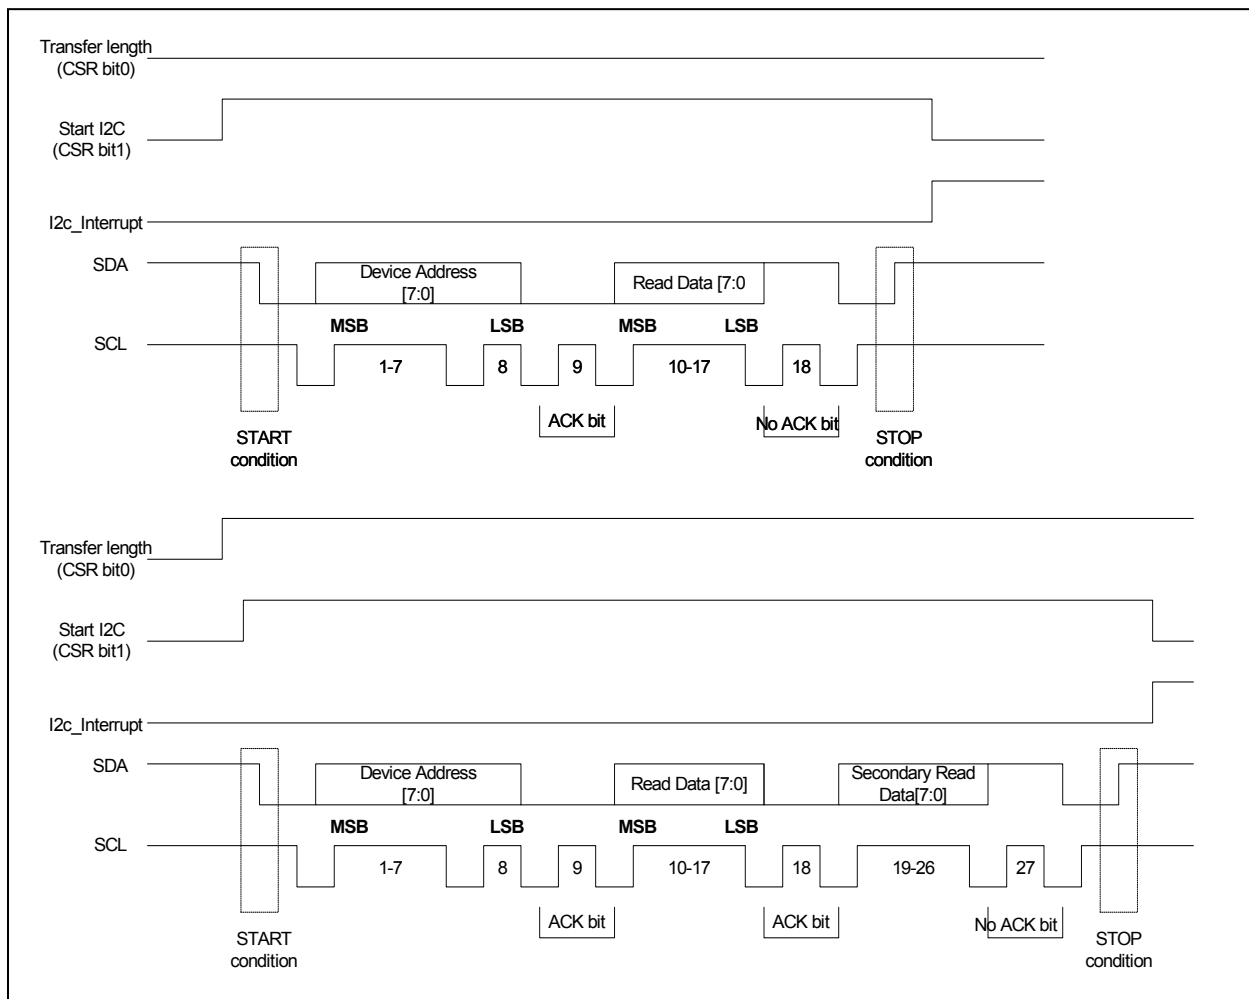 Transfer length
(CSR bit0)
Start I2C
(CSR bit1)
I2c_Interrupt
SDA
Device Address
[7:0]
Read Data [7:0
MSB
LSB
MSB
LSB
SCL
1-7
8
9
10-17
18
ACK bit
No ACK bit
START
condition
STOP
condition
Transfer length
(CSR bit0)
Start I2C
(CSR bit1)
I2c_Interrupt
SDA
Device Address
[7:0]
Read Data [7:0]
Secondary Read
Data[7:0]
MSB
LSB
MSB
LSB
SCL
1-7
8
9
10-17
18
19-26
27
ACK bit
ACK bit
No ACK bit
START
condition
STOP
condition